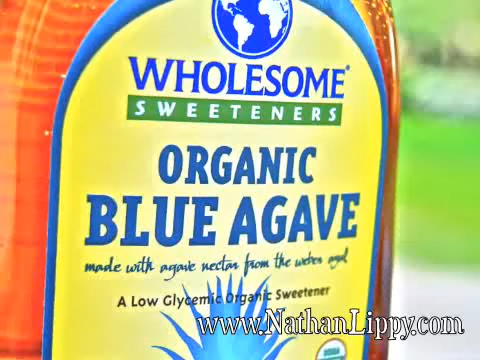 WHOLESOME
SWEETENERS
ORGANIC
BLUE AGAVE
made with agave nectar from the weber agal
A Low Glycemic Organic Sweetener
www.NathanLippy.com